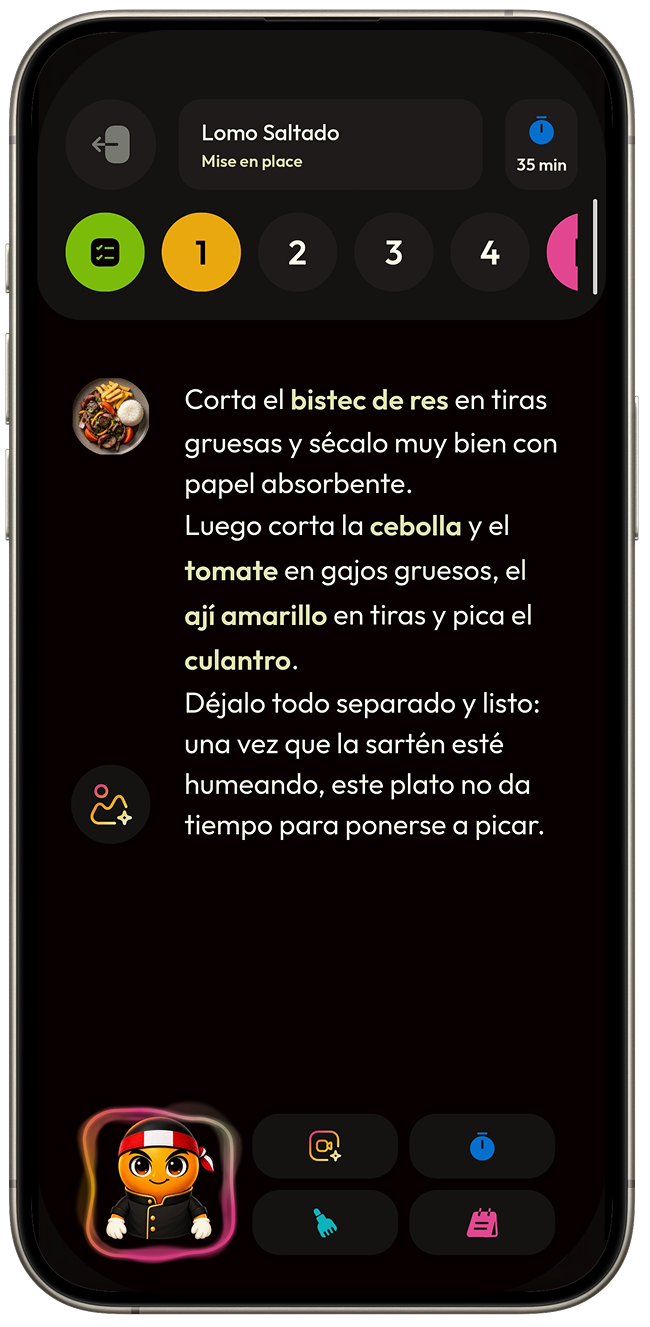 Lomo Saltado
Mise en place
35 min
1
2
3
4
Corta el bistec de res en tiras
gruesas y sécalo muy bien con
papel absorbente.
Luego corta la cebolla y el
tomate en gajos gruesos, el
ají amarillo en tiras y pica el
culantro.
Déjalo todo separado y listo:
una vez que la sartén esté
humeando, este plato no da
tiempo para ponerse a picar.